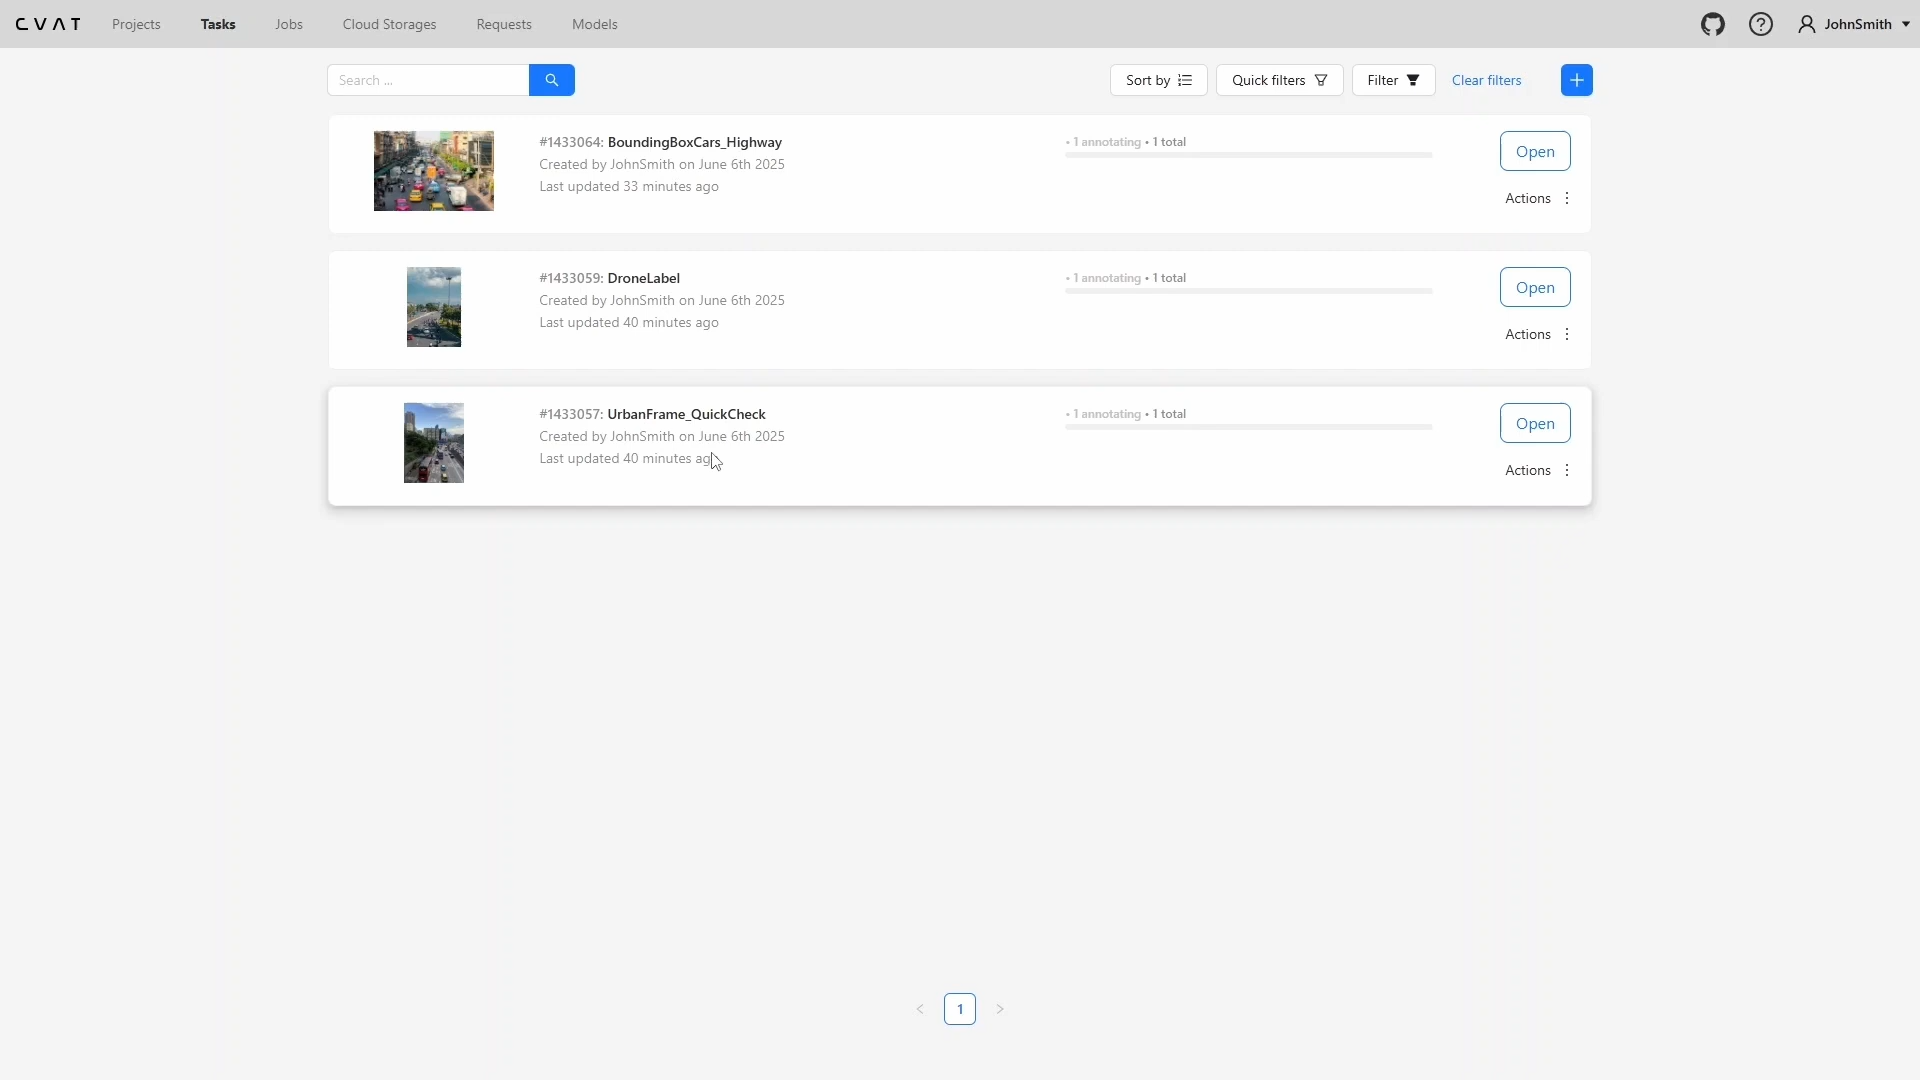 CVAT Projects Tasks Jobs Cloud Storages Requests Models JohnSmith
Search ... Sort by Quick filters Filter Clear filters
#1433064: BoundingBoxCars_Highway
Created by JohnSmith on June 6th 2025
Last updated 33 minutes ago
• 1 annotating • 1 total
Open
Actions
#1433059: DroneLabel
Created by JohnSmith on June 6th 2025
Last updated 40 minutes ago
• 1 annotating • 1 total
Open
Actions
#1433057: UrbanFrame_QuickCheck
Created by JohnSmith on June 6th 2025
Last updated 40 minutes ago
• 1 annotating • 1 total
Open
Actions
< 1 >